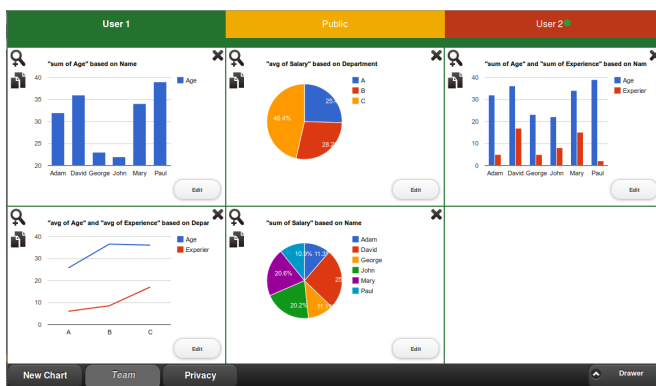 User 1
Public
User 2
"sum of Age" based on Name
40
35
30
25
20
Adam David George John Mary Paul
Age
Edit
"avg of Salary" based on Department
46.4%
28.2
A
B
C
Edit
"sum of Age" and "sum of Experience" based on Nam
40
30
20
10
0
Adam David George John Mary Paul
Age
Experier
Edit
"avg of Age" and "avg of Experience" based on Depar
40
30
20
10
0
A B C
Age
Experier
Edit
"sum of Salary" based on Name
11.3
20.2%
20.6%
Adam
David
George
John
Mary
Paul
Edit
New Chart
Team
Privacy
Drawer